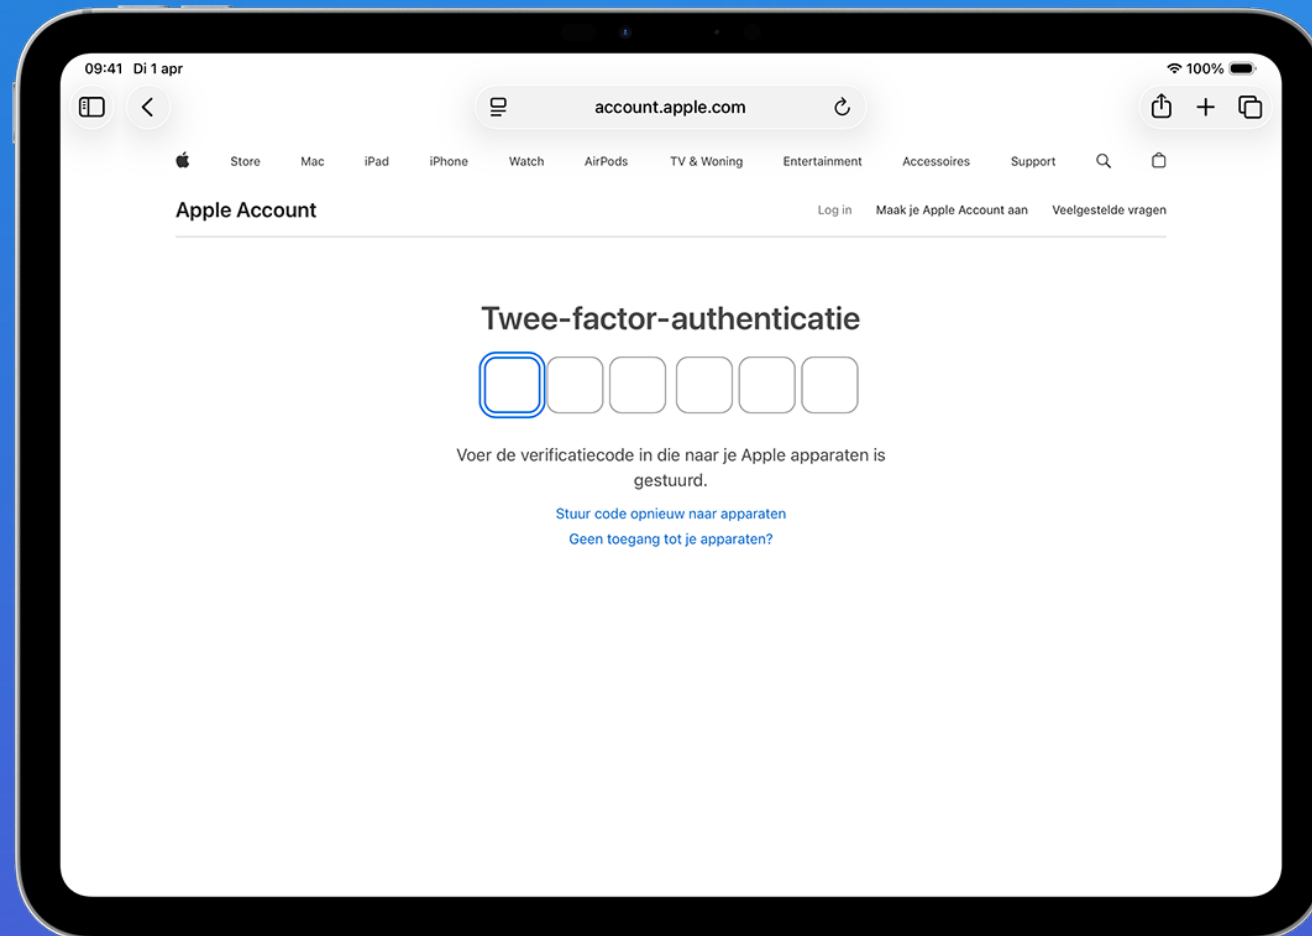 09:41 Di 1 apr
100%
account.apple.com
Store Mac iPad iPhone Watch AirPods TV & Woning Entertainment Accessoires Support
Apple Account
Log in Maak je Apple Account aan Veelgestelde vragen
Twee-factor-authenticatie
Voer de verificatiecode in die naar je Apple apparaten is
gestuurd.
Stuur code opnieuw naar apparaten
Geen toegang tot je apparaten?